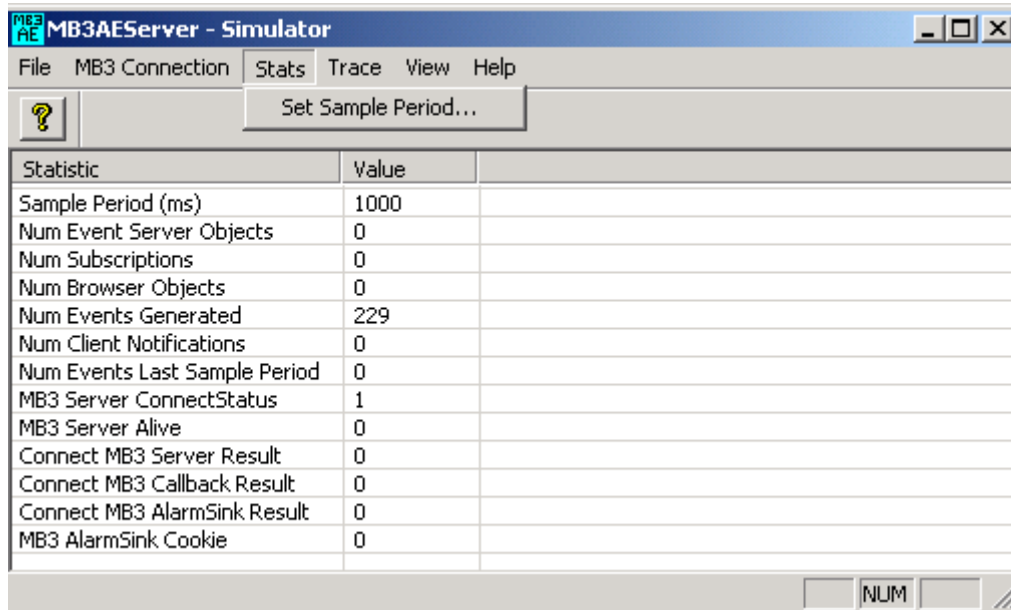 MB3 AE MB3AEServer - Simulator
File MB3 Connection Stats Trace View Help
Set Sample Period...
Statistic Value
Sample Period (ms) 1000
Num Event Server Objects 0
Num Subscriptions 0
Num Browser Objects 0
Num Events Generated 229
Num Client Notifications 0
Num Events Last Sample Period 0
MB3 Server ConnectStatus 1
MB3 Server Alive 0
Connect MB3 Server Result 0
Connect MB3 Callback Result 0
Connect MB3 AlarmSink Result 0
MB3 AlarmSink Cookie 0
NUM